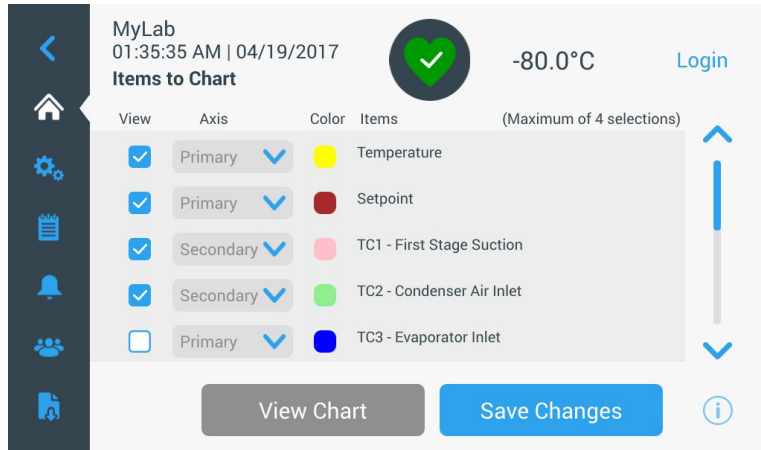 MyLab
01:35:35 AM | 04/19/2017
Items to Chart
-80.0°C
Login
View Axis Color Items (Maximum of 4 selections)
Primary Temperature
Primary Setpoint
Secondary TC1 - First Stage Suction
Secondary TC2 - Condenser Air Inlet
Primary TC3 - Evaporator Inlet
View Chart Save Changes